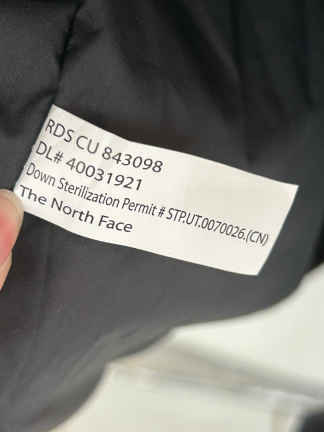 RDS CU 843098
DL# 40031921
Down Sterilization Permit # STP.UT.0070026.(CN)
The North Face